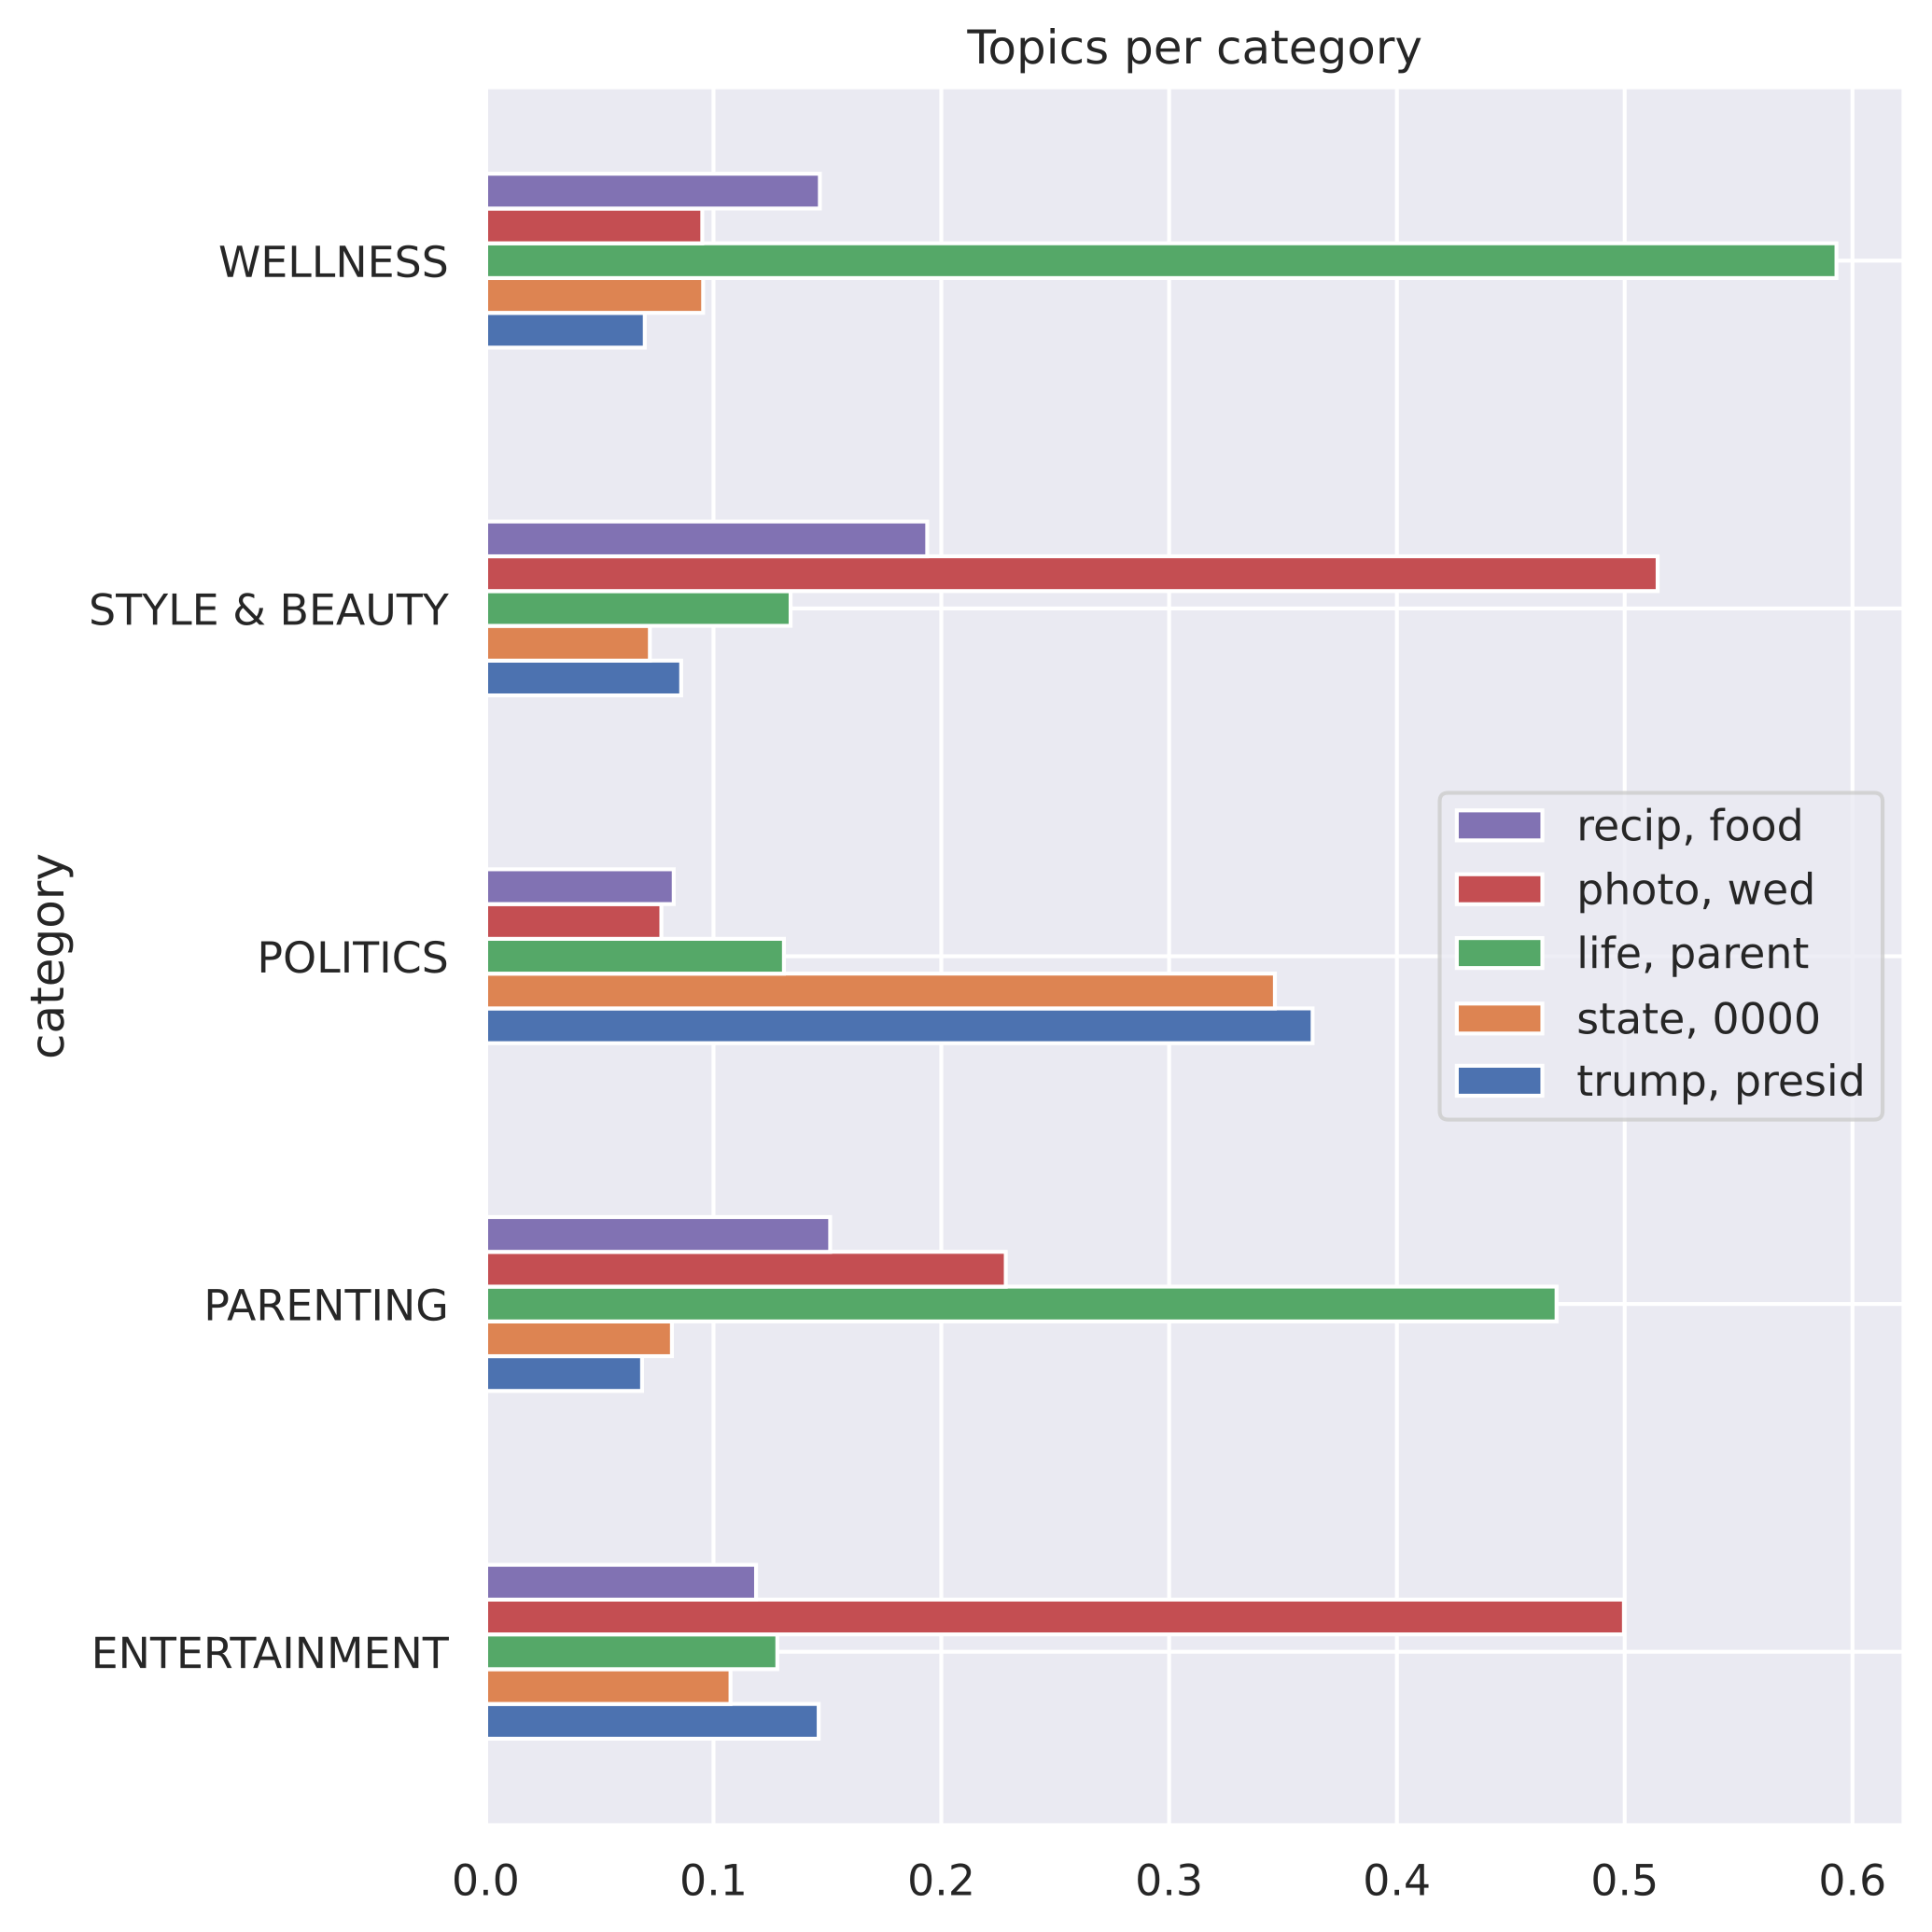 Topics per category
WELLNESS
STYLE & BEAUTY
POLITICS
PARENTING
ENTERTAINMENT
category
recip, food
photo, wed
life, parent
state, 0000
trump, presid
0.0 0.1 0.2 0.3 0.4 0.5 0.6